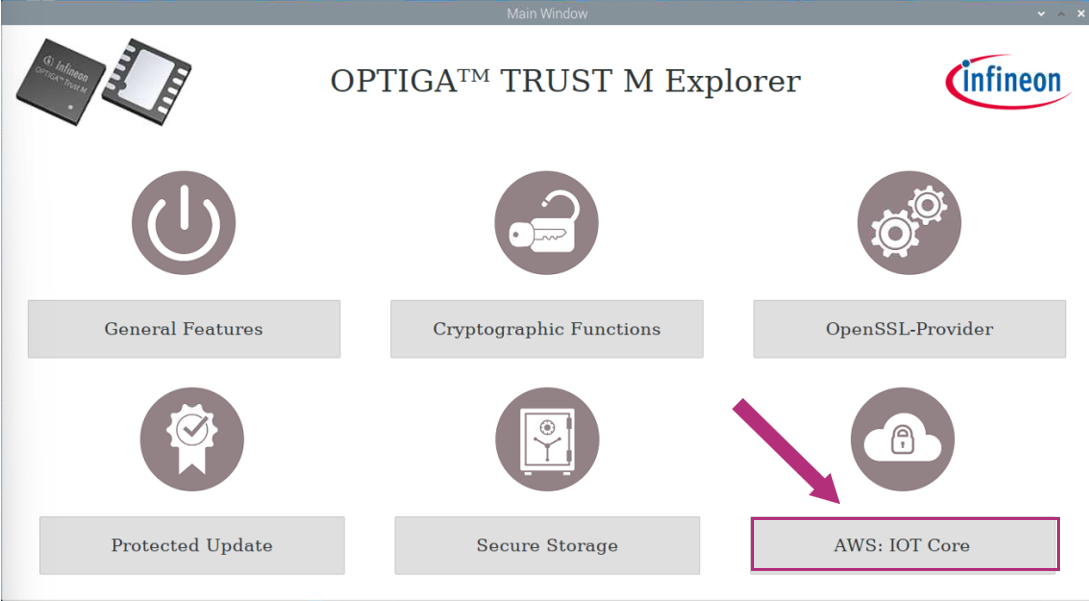 Main Window
Infineon
OPTIGA™ Trust M
OPTIGA™ TRUST M Explorer
infineon
General Features
Cryptographic Functions
OpenSSL-Provider
Protected Update
Secure Storage
AWS: IOT Core